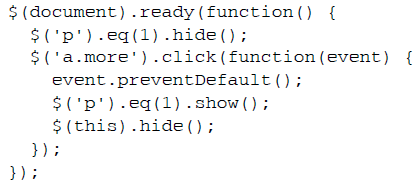 $(document).ready(function() {
  $('p').eq(1).hide();
  $('a.more').click(function(event) {
    event.preventDefault();
    $('p').eq(1).show();
    $(this).hide();
  });
});